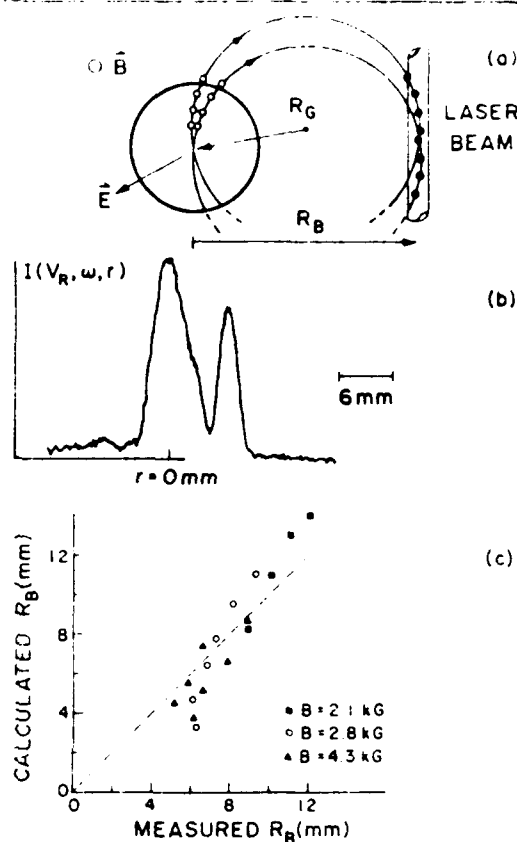 B (a)
R_G LASER
BEAM
E
R_B
I(V_R, ω, r) (b)
6mm
r = 0mm
(c)
CALCULATED R_B(mm)
12
8
4
0
0 4 8 12
MEASURED R_B(mm)
■ B = 2.1 kG
○ B = 2.8 kG
▲ B = 4.3 kG